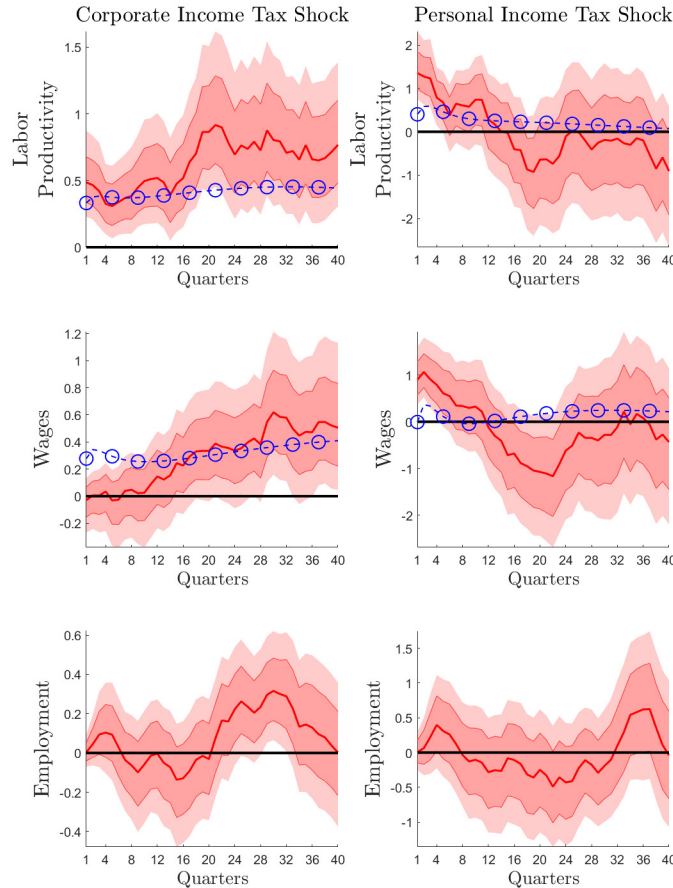 Corporate Income Tax Shock
Personal Income Tax Shock
Labor
Productivity
1.5
1
0.5
0
1 4 8 12 16 20 24 28 32 36 40
Quarters
Labor
Productivity
2
1
0
-1
-2
1 4 8 12 16 20 24 28 32 36 40
Quarters
Wages
1.2
1
0.8
0.6
0.4
0.2
0
-0.2
1 4 8 12 16 20 24 28 32 36 40
Quarters
Wages
1
0
-1
-2
1 4 8 12 16 20 24 28 32 36 40
Quarters
Employment
0.6
0.4
0.2
0
-0.2
-0.4
1 4 8 12 16 20 24 28 32 36 40
Quarters
Employment
1.5
1
0.5
0
-0.5
-1
1 4 8 12 16 20 24 28 32 36 40
Quarters